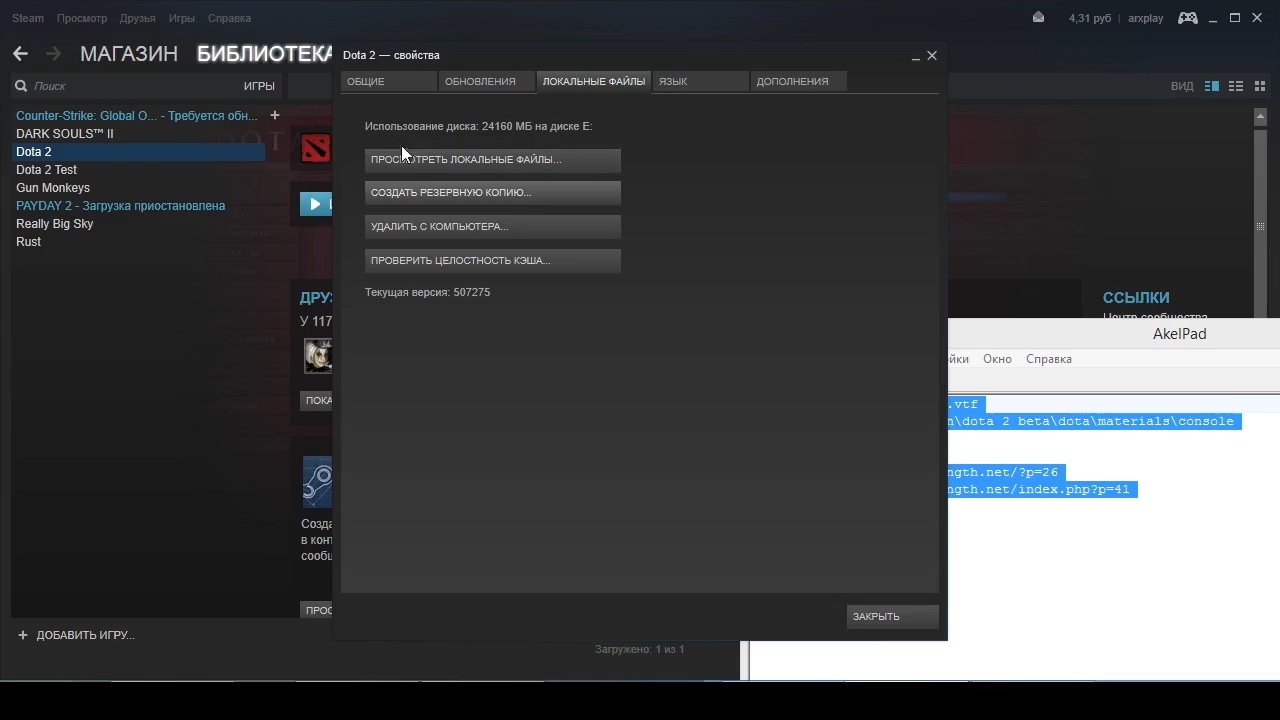 Steam Просмотр Друзья Игры Справка
4,31 руб arxplay
МАГАЗИН БИБЛИОТЕКА
Поиск ИГРЫ
ВИД
Counter-Strike: Global O... - Требуется обн...
DARK SOULS™ II
Dota 2
Dota 2 Test
Gun Monkeys
PAYDAY 2 - Загрузка приостановлена
Really Big Sky
Rust
+ ДОБАВИТЬ ИГРУ...
Dota 2 — свойства
ОБЩИЕ ОБНОВЛЕНИЯ ЛОКАЛЬНЫЕ ФАЙЛЫ ЯЗЫК ДОПОЛНЕНИЯ
Использование диска: 24160 МБ на диске E:
ПРОСМОТРЕТЬ ЛОКАЛЬНЫЕ ФАЙЛЫ...
СОЗДАТЬ РЕЗЕРВНУЮ КОПИЮ...
УДАЛИТЬ С КОМПЬЮТЕРА...
ПРОВЕРИТЬ ЦЕЛОСТНОСТЬ КЭША...
Текущая версия: 507275
ЗАКРЫТЬ
ДРУЗ
У 117
ПОКА
Созда
в конт
сообщ
ПРОС
Загружено: 1 из 1
ССЫЛКИ
Центр сообщества
AkelPad
йки Окно Справка
.vtf
n\dota 2 beta\dota\materials\console
ngth.net/?p=26
ngth.net/index.php?p=41